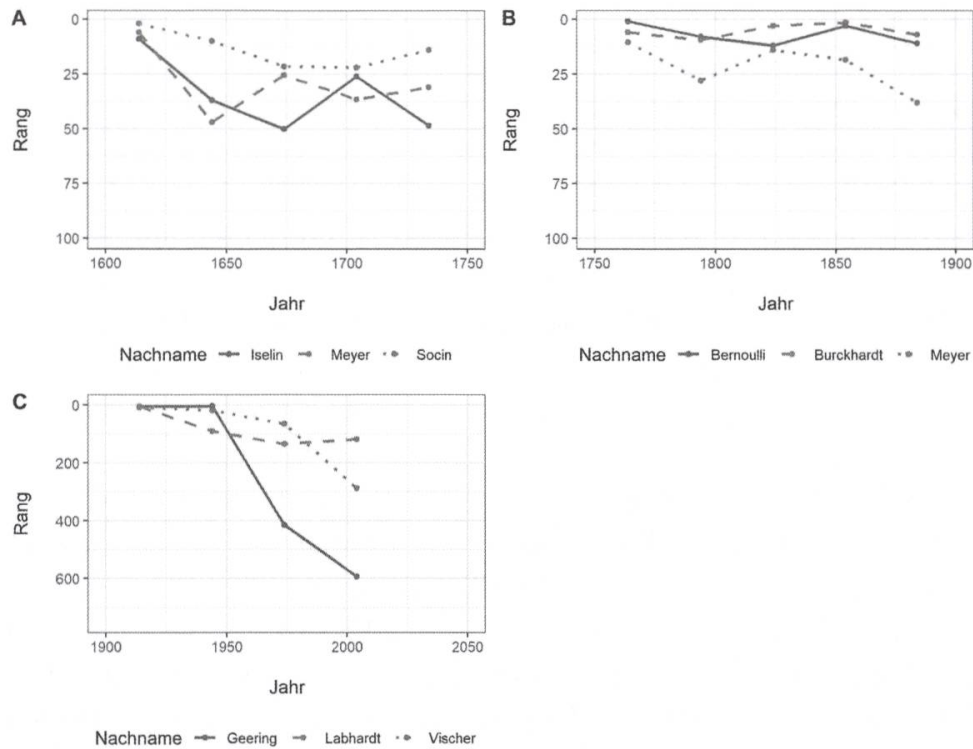 A
0
25
50
75
100
Rang
1600
1650
1700
1750
Jahr
Nachname Iselin Meyer Socin
B
0
25
50
75
100
Rang
1750
1800
1850
1900
Jahr
Nachname Bernoulli Burckhardt Meyer
C
0
200
400
600
Rang
1900
1950
2000
2050
Jahr
Nachname Geering Labhardt Vischer